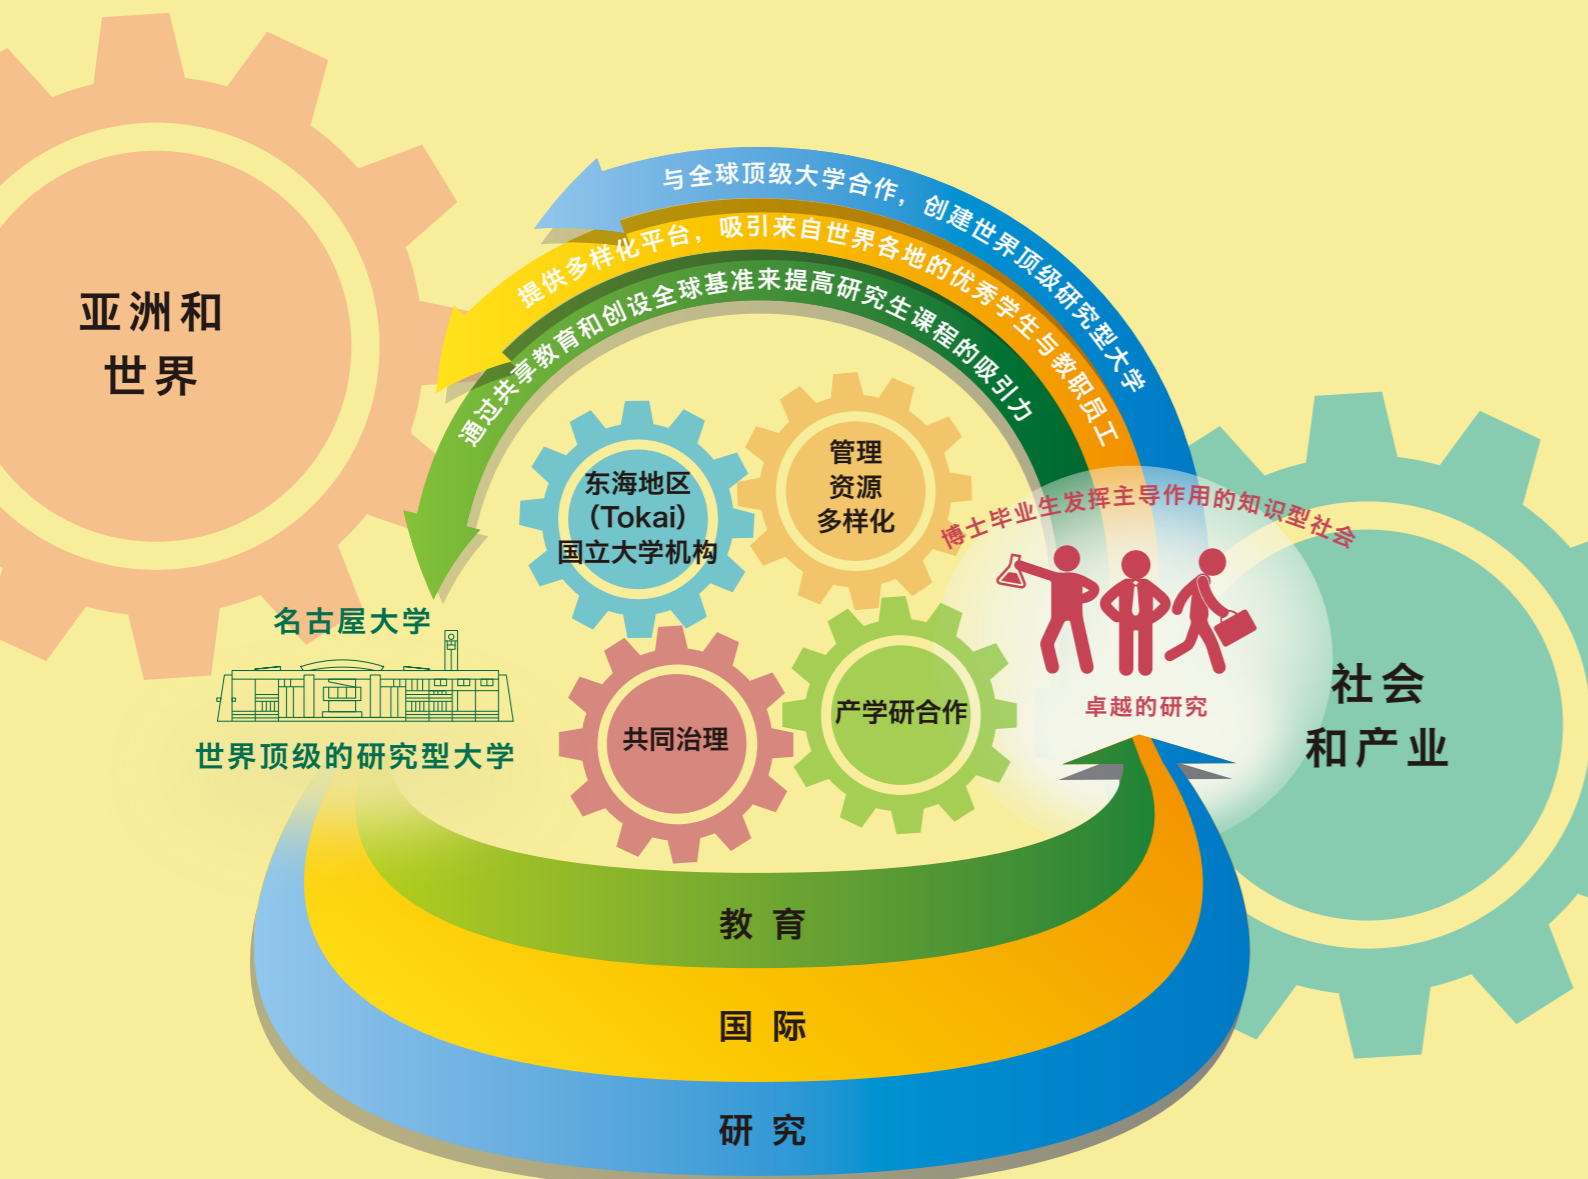 与全球顶级大学合作，创建世界顶级研究型大学
提供多样化平台，吸引来自世界各地的优秀学生与教职员工
通过共享教育和创设全球基准来提高研究生课程的吸引力
亚洲和
世界
东海地区
（Tokai）
国立大学机构
管理
资源
多样化
博士毕业生发挥主导作用的知识型社会
名古屋大学
世界顶级的研究型大学
共同治理
产学研合作
卓越的研究
社会
和产业
教育
国际
研究